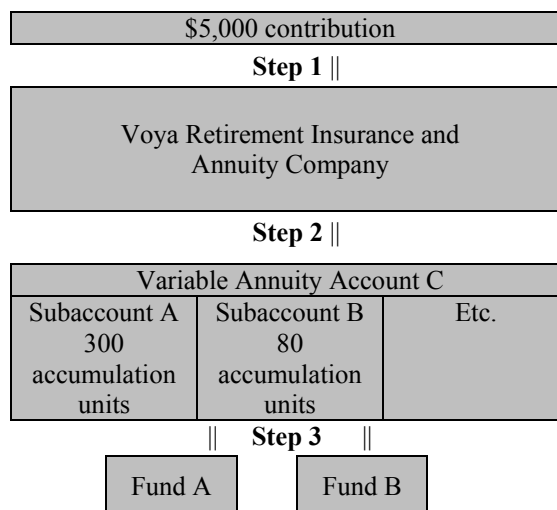 $5,000 contribution
Step 1 ||
Voya Retirement Insurance and
Annuity Company
Step 2 ||
Variable Annuity Account C
Subaccount A
300
accumulation
units
Subaccount B
80
accumulation
units
Etc.
|| Step 3 ||
Fund A
Fund B